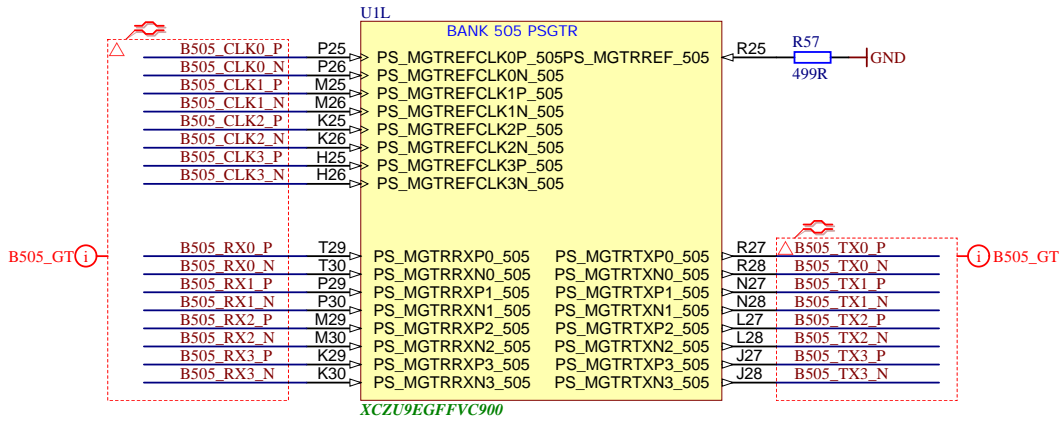 U1L
BANK 505 PSGTR
B505_CLK0_P P25 PS_MGTREFCLK0P_505 PS_MGTRREF_505 R25 R57 499R GND
B505_CLK0_N P26 PS_MGTREFCLK0N_505
B505_CLK1_P M25 PS_MGTREFCLK1P_505
B505_CLK1_N M26 PS_MGTREFCLK1N_505
B505_CLK2_P K25 PS_MGTREFCLK2P_505
B505_CLK2_N K26 PS_MGTREFCLK2N_505
B505_CLK3_P H25 PS_MGTREFCLK3P_505
B505_CLK3_N H26 PS_MGTREFCLK3N_505
B505_GT i B505_RX0_P T29 PS_MGTRRXP0_505 PS_MGTRTXP0_505 R27 B505_TX0_P i B505_GT
B505_RX0_N T30 PS_MGTRRXN0_505 PS_MGTRTXN0_505 R28 B505_TX0_N
B505_RX1_P P29 PS_MGTRRXP1_505 PS_MGTRTXP1_505 N27 B505_TX1_P
B505_RX1_N P30 PS_MGTRRXN1_505 PS_MGTRTXN1_505 N28 B505_TX1_N
B505_RX2_P M29 PS_MGTRRXP2_505 PS_MGTRTXP2_505 L27 B505_TX2_P
B505_RX2_N M30 PS_MGTRRXN2_505 PS_MGTRTXN2_505 L28 B505_TX2_N
B505_RX3_P K29 PS_MGTRRXP3_505 PS_MGTRTXP3_505 J27 B505_TX3_P
B505_RX3_N K30 PS_MGTRRXN3_505 PS_MGTRTXN3_505 J28 B505_TX3_N
XCZU9EGFFVC900